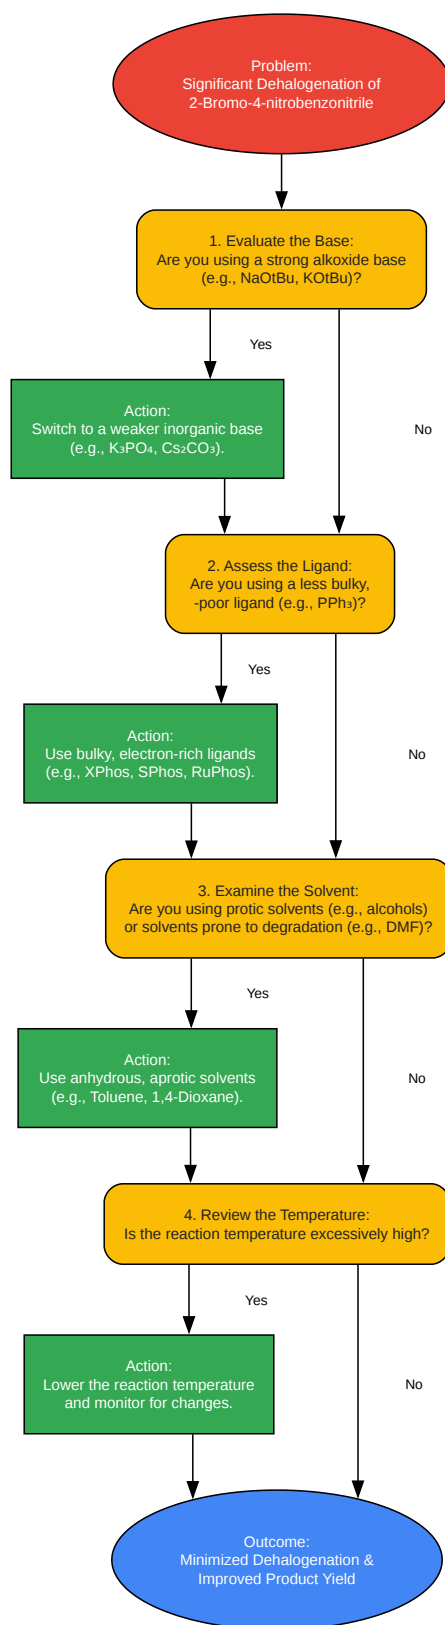 Problem:
Significant Dehalogenation of
2-Bromo-4-nitrobenzonitrile
1. Evaluate the Base:
Are you using a strong alkoxide base
(e.g., NaOtBu, KOtBu)?
Yes
Action:
Switch to a weaker inorganic base
(e.g., K₃PO₄, Cs₂CO₃).
No
2. Assess the Ligand:
Are you using a less bulky,
-poor ligand (e.g., PPh₃)?
Yes
Action:
Use bulky, electron-rich ligands
(e.g., XPhos, SPhos, RuPhos).
No
3. Examine the Solvent:
Are you using protic solvents (e.g., alcohols)
or solvents prone to degradation (e.g., DMF)?
Yes
Action:
Use anhydrous, aprotic solvents
(e.g., Toluene, 1,4-Dioxane).
No
4. Review the Temperature:
Is the reaction temperature excessively high?
Yes
Action:
Lower the reaction temperature
and monitor for changes.
No
Outcome:
Minimized Dehalogenation &
Improved Product Yield